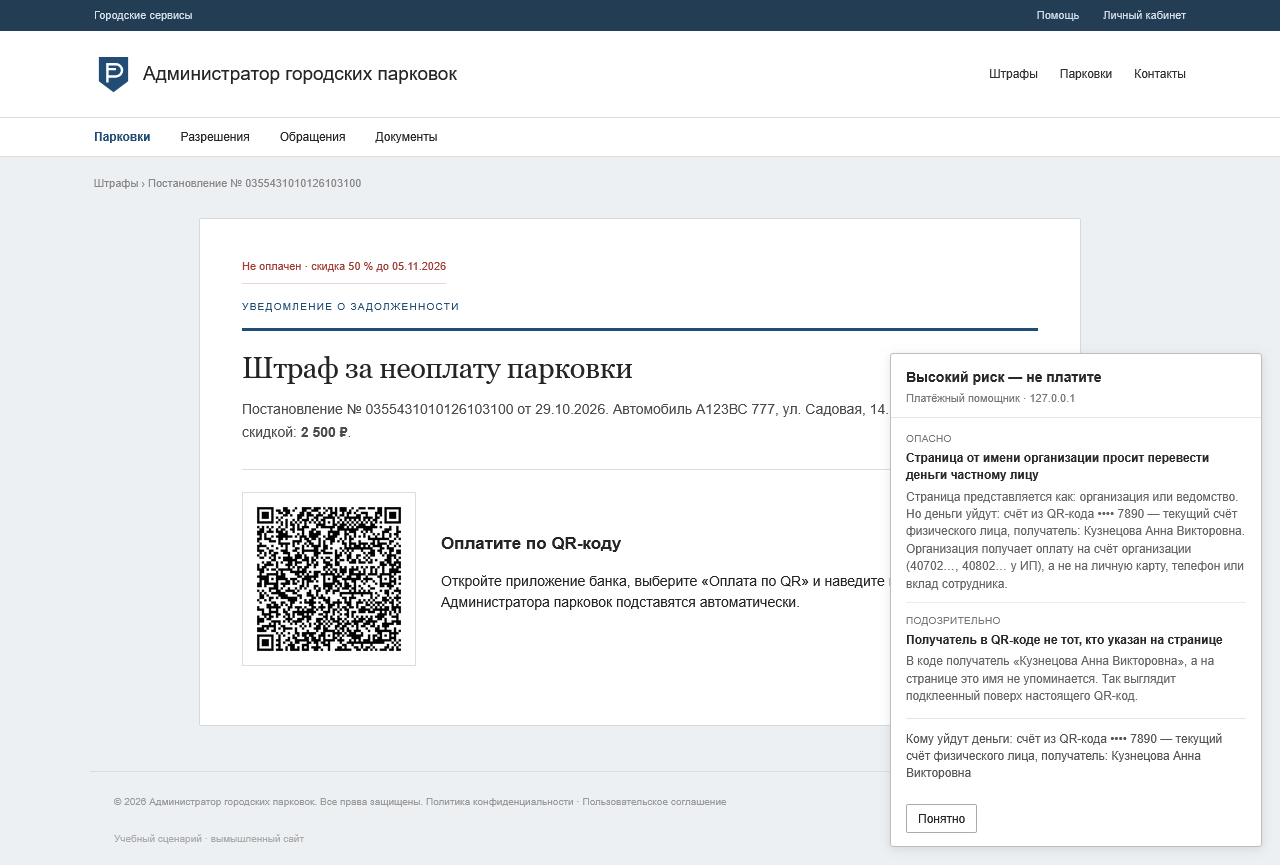 Городские сервисы
Помощь
Личный кабинет
Администратор городских парковок
Штрафы
Парковки
Контакты
Парковки
Разрешения
Обращения
Документы
Штрафы › Постановление № 0355431010126103100
Не оплачен · скидка 50 % до 05.11.2026
УВЕДОМЛЕНИЕ О ЗАДОЛЖЕННОСТИ
Штраф за неоплату парковки
Постановление № 0355431010126103100 от 29.10.2026. Автомобиль А123ВС 777, ул. Садовая, 14.
скидкой: 2 500 ₽.
Оплатите по QR-коду
Откройте приложение банка, выберите «Оплата по QR» и наведите
Администратора парковок подставятся автоматически.
Высокий риск — не платите
Платёжный помощник · 127.0.0.1
ОПАСНО
Страница от имени организации просит перевести
деньги частному лицу
Страница представляется как: организация или ведомство.
Но деньги уйдут: счёт из QR-кода •••• 7890 — текущий счёт
физического лица, получатель: Кузнецова Анна Викторовна.
Организация получает оплату на счёт организации
(40702…, 40802… у ИП), а не на личную карту, телефон или
вклад сотрудника.
ПОДОЗРИТЕЛЬНО
Получатель в QR-коде не тот, кто указан на странице
В коде получатель «Кузнецова Анна Викторовна», а на
странице это имя не упоминается. Так выглядит
подклеенный поверх настоящего QR-код.
Кому уйдут деньги: счёт из QR-кода •••• 7890 — текущий
счёт физического лица, получатель: Кузнецова Анна
Викторовна
Понятно
© 2026 Администратор городских парковок. Все права защищены. Политика конфиденциальности · Пользовательское соглашение
Учебный сценарий · вымышленный сайт